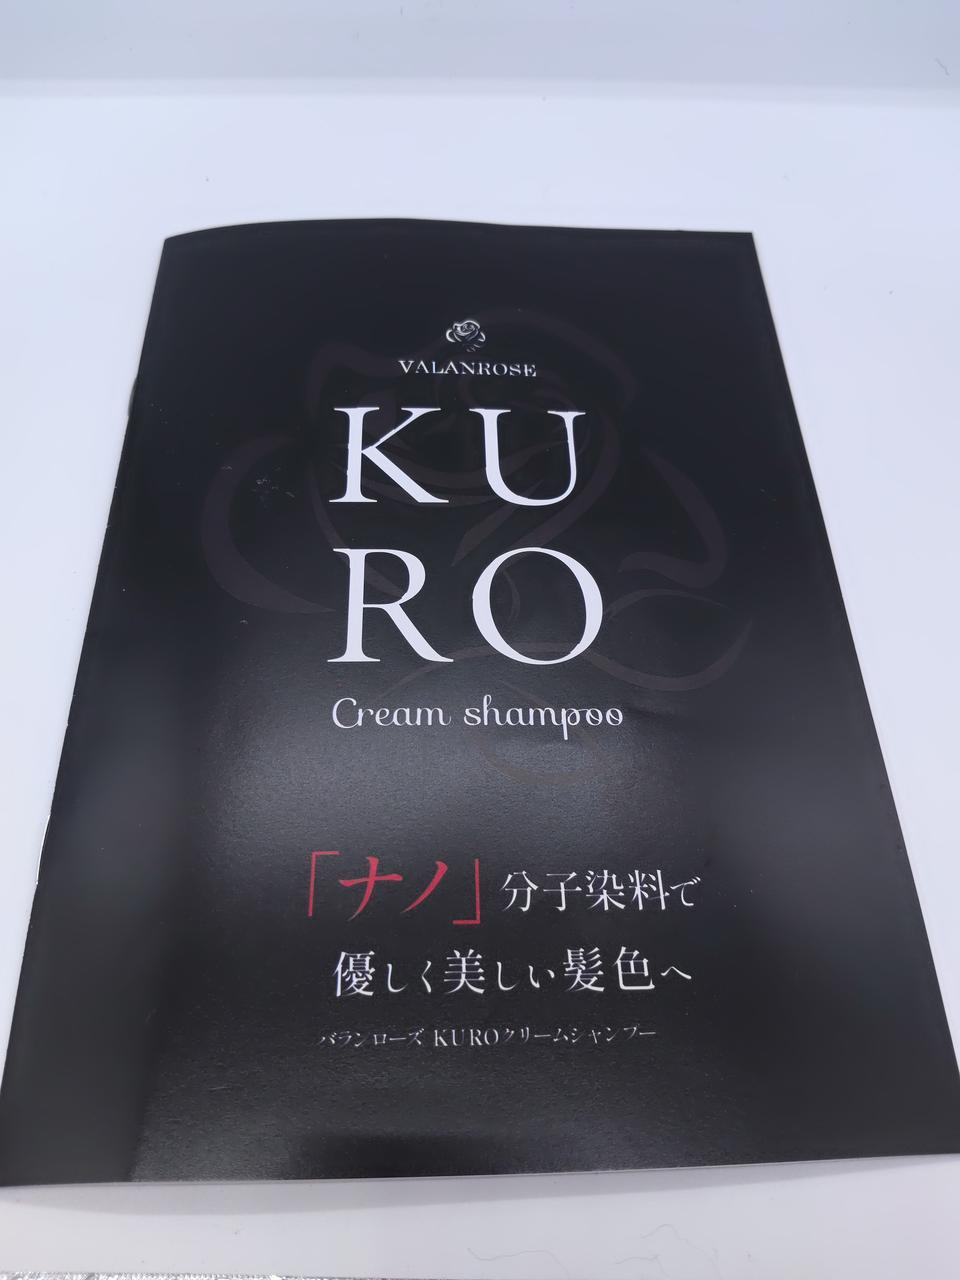 VALANROSE
KU
RO
Cream shampoo
「ナノ」分子染料で
優しく美しい髪色へ
バランローズ KUROクリームシャンプー